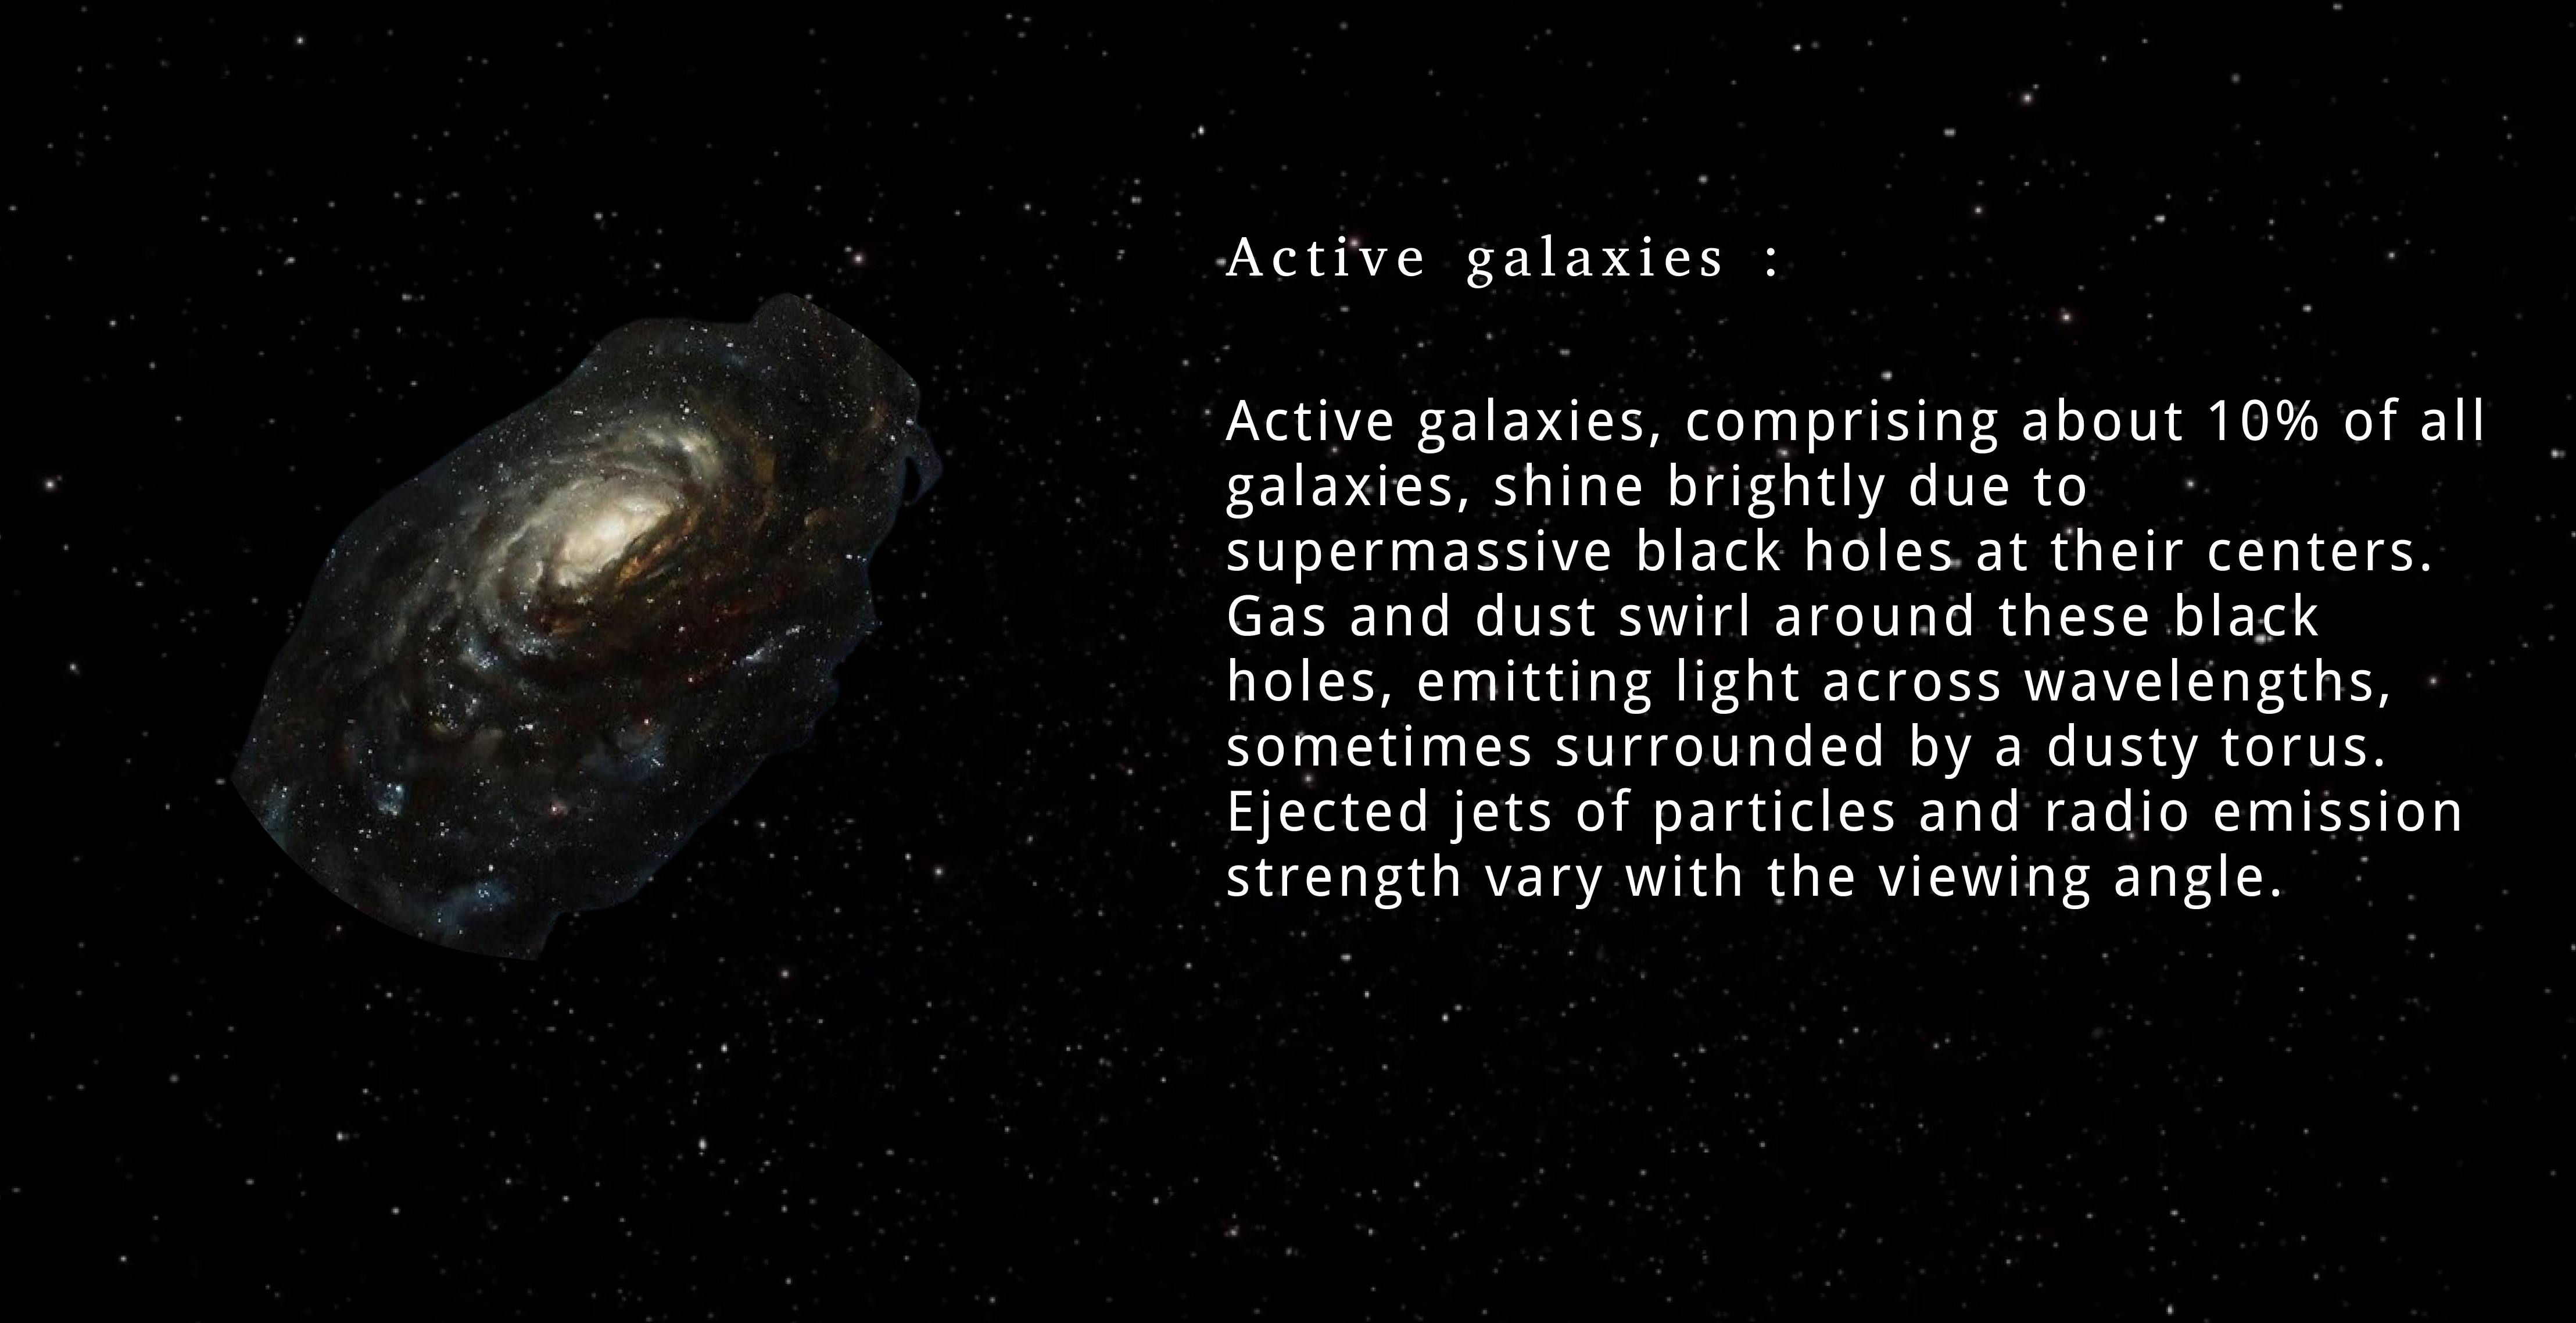 Active galaxies :
Active galaxies, comprising about 10% of all
galaxies, shine brightly due to
supermassive black holes at their centers.
Gas and dust swirl around these black
holes, emitting light across wavelengths,
sometimes surrounded by a dusty torus.
Ejected jets of particles and radio emission
strength vary with the viewing angle.